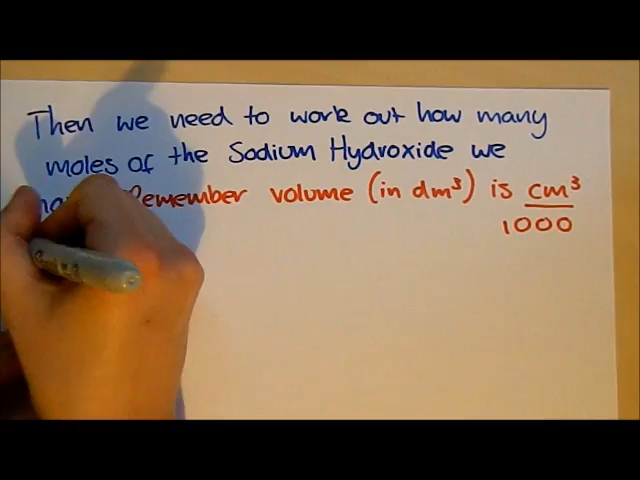 Then we need to work out how many
moles of the Sodium Hydroxide we
Remember volume (in dm³) is cm³
1000